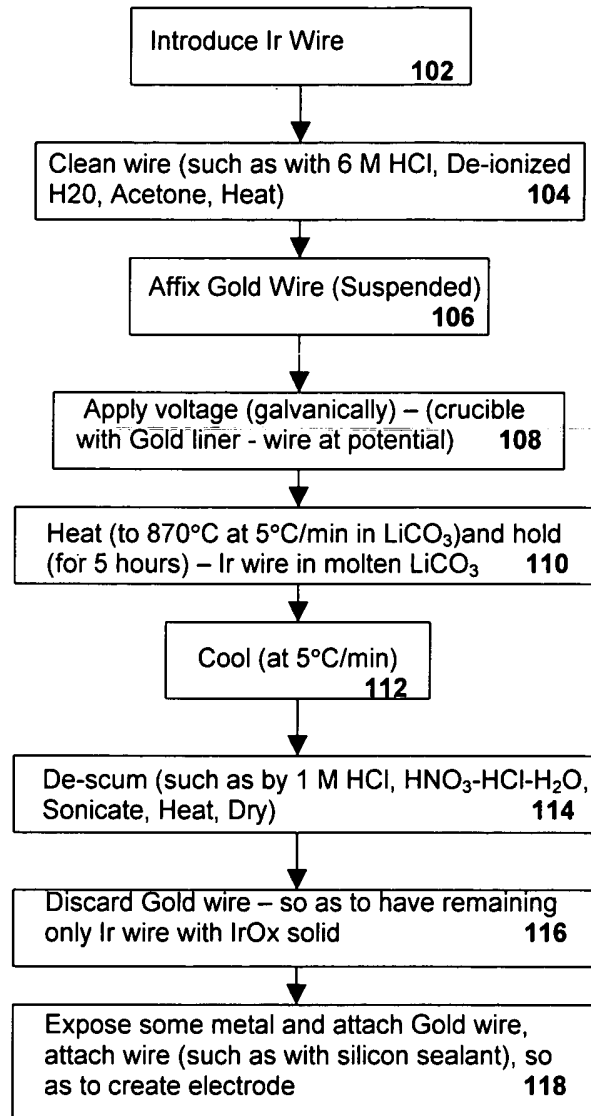 Introduce Ir Wire
102
Clean wire (such as with 6 M HCl, De-ionized
H20, Acetone, Heat) 104
Affix Gold Wire (Suspended)
106
Apply voltage (galvanically) – (crucible
with Gold liner - wire at potential) 108
Heat (to 870°C at 5°C/min in LiCO₃)and hold
(for 5 hours) – Ir wire in molten LiCO₃ 110
Cool (at 5°C/min)
112
De-scum (such as by 1 M HCl, HNO₃-HCl-H₂O,
Sonicate, Heat, Dry) 114
Discard Gold wire – so as to have remaining
only Ir wire with IrOx solid 116
Expose some metal and attach Gold wire,
attach wire (such as with silicon sealant), so
as to create electrode 118